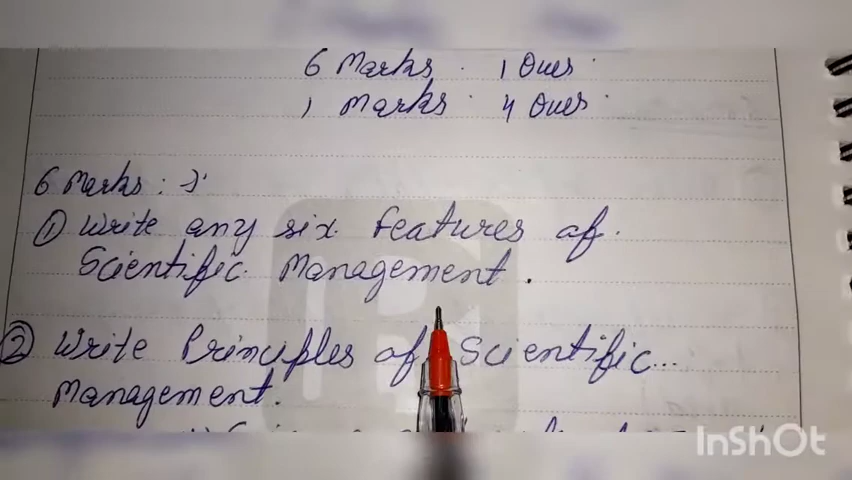 6 Marks. 1 Ques.
1 Marks. 4 Ques.
6 Marks :
① Write any six features of
Scientific Management.
② Write Principles of Scientific...
Management.
InShOt